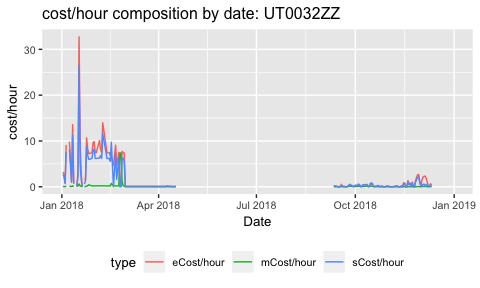 cost/hour composition by date: UT0032ZZ
cost/hour
30
20
10
0
Jan 2018 Apr 2018 Jul 2018 Oct 2018 Jan 2019
Date
type eCost/hour mCost/hour sCost/hour